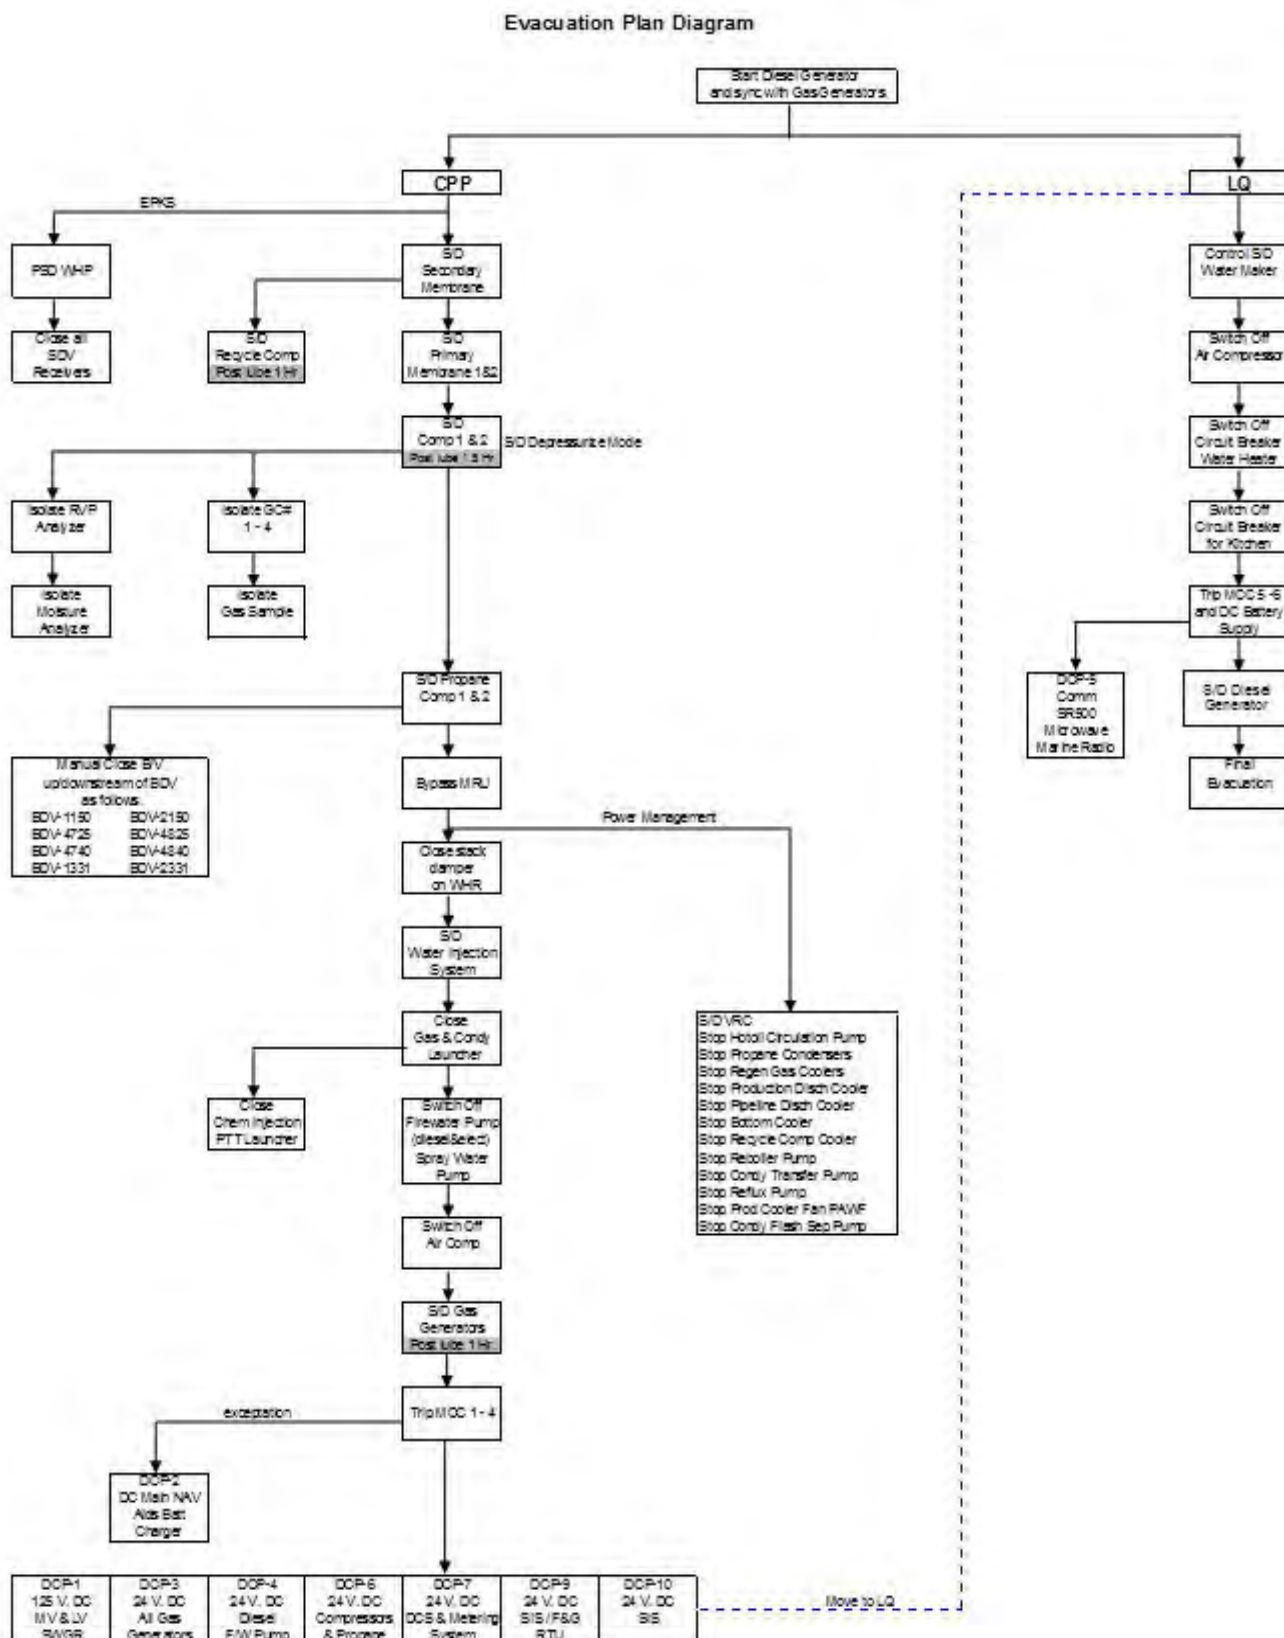 Evacuation Plan Diagram
Start Diesel Generator
and sync with Gas Generators
CPP
LQ
EPKS
PSD WHP
S/D
Secondary
Membrane
Control S/D
Water Maker
Close all
SDV
Receivers
S/D
Recycle Comp
Post lube 1 Hr
S/D
Primary
Membrane 1&2
Switch Off
Air Compressor
S/D
Comp 1 & 2
Post lube 1.5 Hr
S/D Depressurize Mode
Switch Off
Circuit Breaker
Water Heater
Isolate RVP
Analyzer
Isolate GC#
1 - 4
Switch Off
Circuit Breaker
for Kitchen
Isolate
Moisture
Analyzer
Isolate
Gas Sample
Trip MCC 5 -6
and DC Battery
Supply
S/D Propane
Comp 1 & 2
DCP-5
Comm
SR500
Microwave
Marine Radio
S/D Diesel
Generator
Manual Close B/V
up/downstream of BDV
as follows.
BDV-1150 BDV-2150
BDV-4725 BDV-4825
BDV-4740 BDV-4840
BDV-1331 BDV-2331
Bypass MRU
Final
Evacuation
Power Management
Close stack
damper
on WHR
S/D
Water Injection
System
Close
Gas & Condy
Launcher
S/D VRC
Stop Hotoil Circulation Pump
Stop Propane Condensers
Stop Regen Gas Coolers
Stop Production Disch Cooler
Stop Pipeline Disch Cooler
Stop Bottom Cooler
Stop Recycle Comp Cooler
Stop Reboiler Pump
Stop Condy Transfer Pump
Stop Reflux Pump
Stop Prod Cooler Fan PAWF
Stop Condy Flash Sep Pump
Close
Chem Injection
PTT Launcher
Switch Off
Firewater Pump
(diesel&elect)
Spray Water
Pump
Switch Off
Air Comp
S/D Gas
Generators
Post lube 1 Hr
exceptation
Trip MCC 1 - 4
DCP-2
DC Main NAV
Aids Batt
Charger
DCP-1
125 V. DC
MV & LV
SWGR
DCP-3
24 V. DC
All Gas
Generators
DCP-4
24 V. DC
Diesel
F/W Pump
DCP-6
24 V. DC
Compressors
& Propane
DCP-7
24 V. DC
DCS & Metering
System
DCP-9
24 V. DC
SIS / F&G
RTU
DCP-10
24 V. DC
SIS
Move to LQ